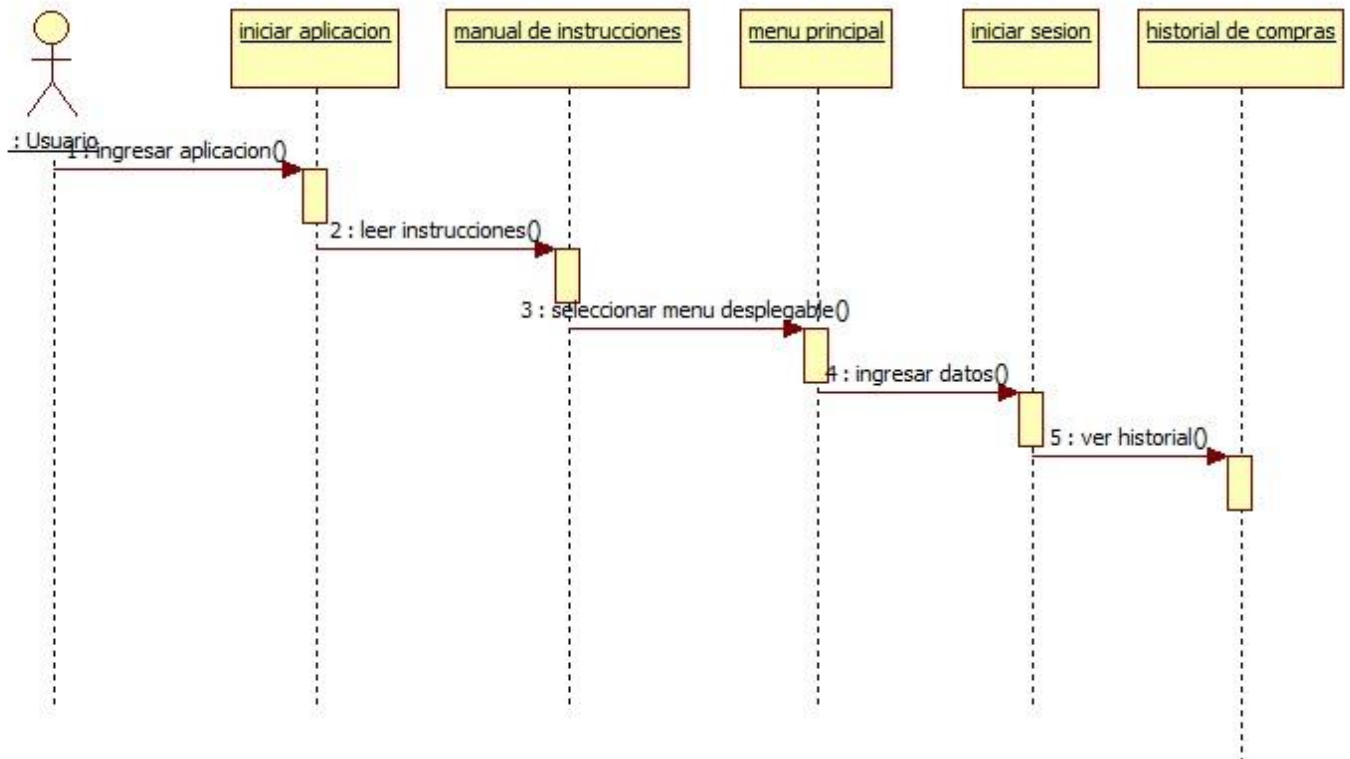 iniciar aplicacion
manual de instrucciones
menu principal
iniciar sesion
historial de compras
: Usuario
1 : ingresar aplicacion()
2 : leer instrucciones()
3 : seleccionar menu desplegable()
4 : ingresar datos()
5 : ver historial()